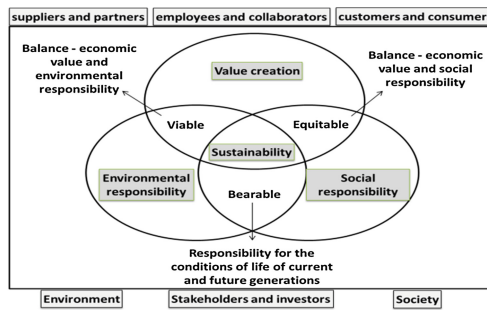 suppliers and partners
employees and collaborators
customers and consumer
Balance - economic
value and
environmental
responsibility
Value creation
Balance - economic
value and social
responsibility
Viable
Equitable
Sustainability
Environmental
responsibility
Social
responsibility
Bearable
Responsibility for the
conditions of life of current
and future generations
Environment
Stakeholders and investors
Society